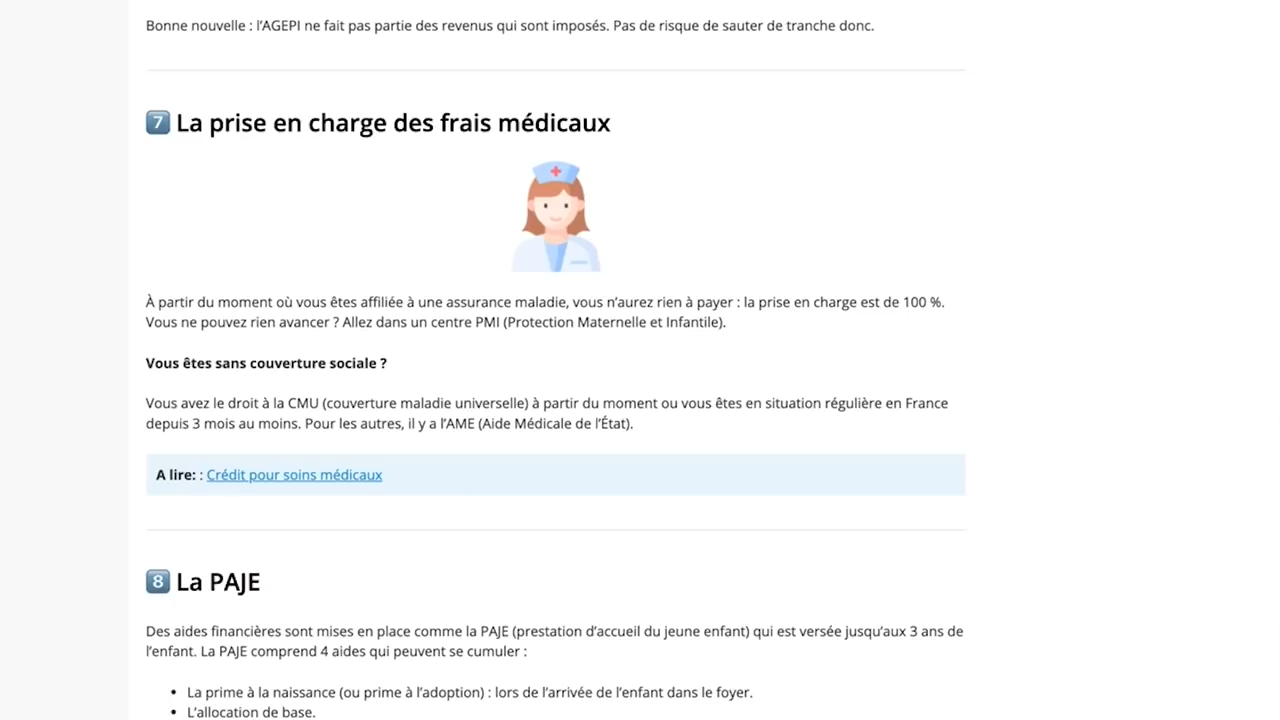 Bonne nouvelle : l’AGEPI ne fait pas partie des revenus qui sont imposés. Pas de risque de sauter de tranche donc.
7 La prise en charge des frais médicaux
À partir du moment où vous êtes affiliée à une assurance maladie, vous n’aurez rien à payer : la prise en charge est de 100 %.
Vous ne pouvez rien avancer ? Allez dans un centre PMI (Protection Maternelle et Infantile).
Vous êtes sans couverture sociale ?
Vous avez le droit à la CMU (couverture maladie universelle) à partir du moment ou vous êtes en situation régulière en France
depuis 3 mois au moins. Pour les autres, il y a l’AME (Aide Médicale de l’État).
A lire: : Crédit pour soins médicaux
8 La PAJE
Des aides financières sont mises en place comme la PAJE (prestation d’accueil du jeune enfant) qui est versée jusqu’aux 3 ans de
l’enfant. La PAJE comprend 4 aides qui peuvent se cumuler :
• La prime à la naissance (ou prime à l’adoption) : lors de l’arrivée de l’enfant dans le foyer.
• L’allocation de base.